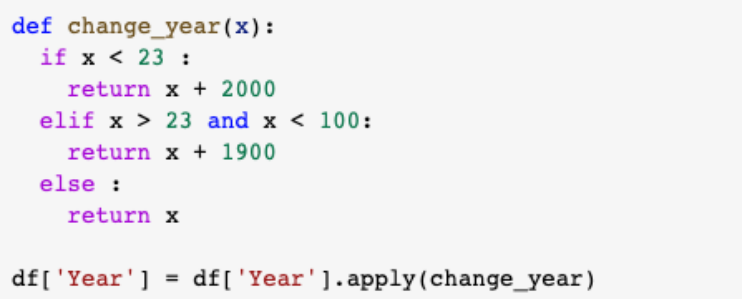 def change_year(x):
  if x < 23 :
    return x + 2000
  elif x > 23 and x < 100:
    return x + 1900
  else :
    return x

df['Year'] = df['Year'].apply(change_year)